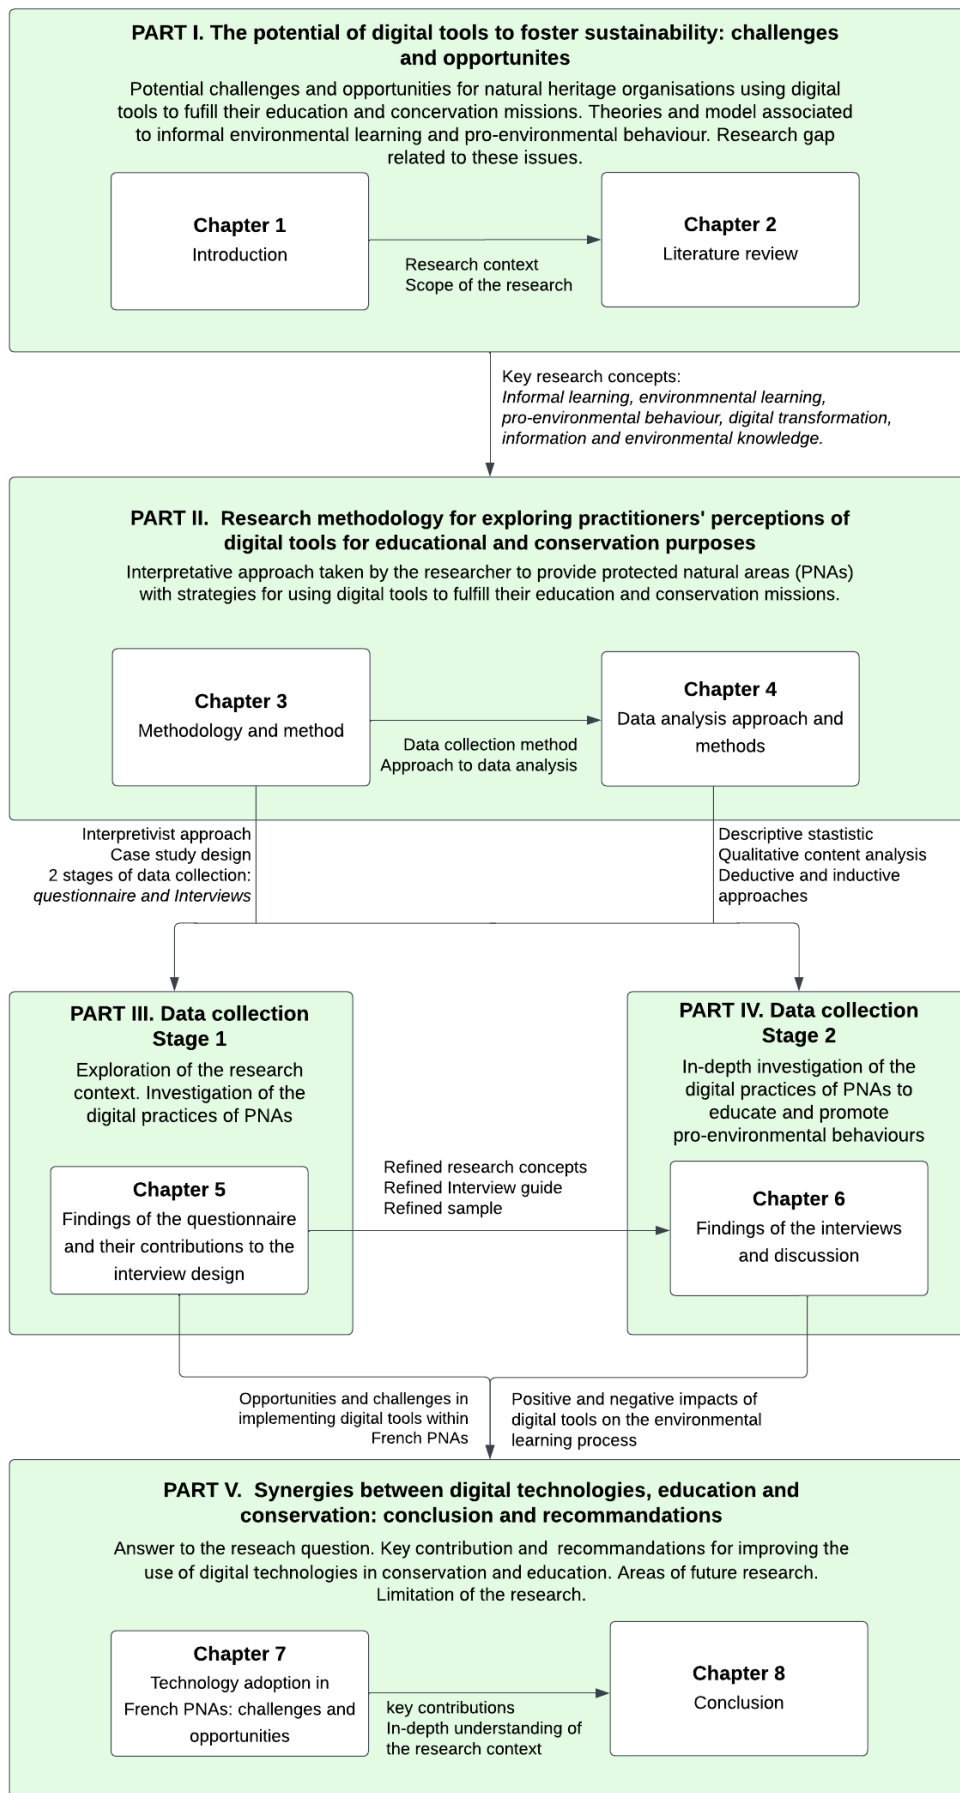 PART I. The potential of digital tools to foster sustainability: challenges
and opportunites
Potential challenges and opportunities for natural heritage organisations using digital
tools to fufill their education and concervation missions. Theories and model associated
to informal environmental learning and pro-environmental behaviour. Research gap
related to these issues.
Chapter 1
Introduction
Research context
Scope of the research
Chapter 2
Literature review
Key research concepts:
Informal learning, environmnental learning,
pro-environmental behaviour, digital transformation,
information and environmental knowledge.
PART II.  Research methodology for exploring practitioners' perceptions of
digital tools for educational and conservation purposes
Interpretative approach taken by the researcher to provide protected natural areas (PNAs)
with strategies for using digital tools to fulfill their education and conservation missions.
Chapter 3
Methodology and method
Data collection method
Approach to data analysis
Chapter 4
Data analysis approach and
methods
Interpretivist approach
Case study design
2 stages of data collection:
questionnaire and Interviews
Descriptive stastistic
Qualitative content analysis
Deductive and inductive
approaches
PART III. Data collection
Stage 1
Exploration of the research
context. Investigation of the
digital practices of PNAs
Chapter 5
Findings of the questionnaire
and their contributions to the
interview design
Refined research concepts
Refined Interview guide
Refined sample
PART IV. Data collection
Stage 2
In-depth investigation of the
digital practices of PNAs to
educate and promote
pro-environmental behaviours
Chapter 6
Findings of the interviews
and discussion
Opportunities and challenges in
implementing digital tools within
French PNAs
Positive and negative impacts of
digital tools on the environmental
learning process
PART V.  Synergies between digital technologies, education and
conservation: conclusion and recommandations
Answer to the reseach question. Key contribution and  recommandations for improving the
use of digital technologies in conservation and education. Areas of future research.
Limitation of the research.
Chapter 7
Technology adoption in
French PNAs: challenges and
opportunities
key contributions
In-depth understanding of
the research context
Chapter 8
Conclusion